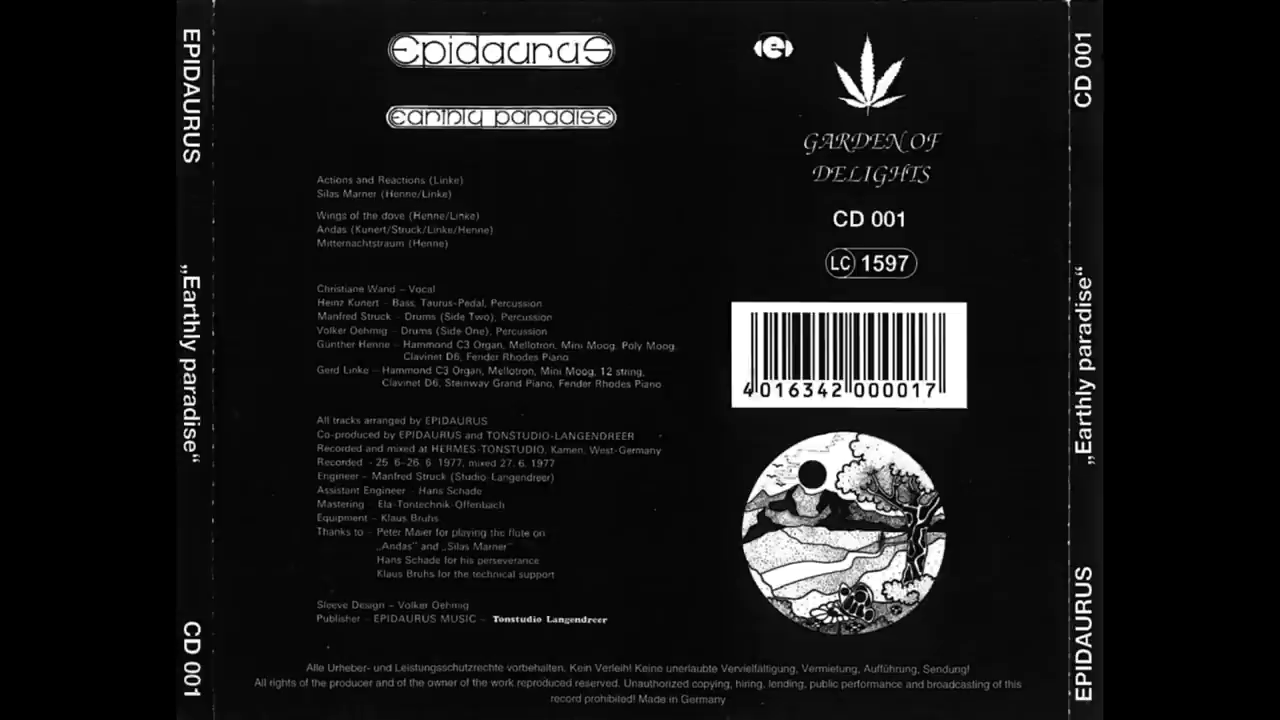 EPIDAURUS
„Earthly paradise“
CD 001
Epidaurus
earthly paradise
Actions and Reactions (Linke)
Silas Marner (Henne/Linke)
Wings of the dove (Henne/Linke)
Andas (Kunert/Struck/Linke/Henne)
Mitternachtstraum (Henne)
Christiane Wand – Vocal
Heinz Kunert – Bass, Taurus-Pedal, Percussion
Manfred Struck – Drums (Side Two), Percussion
Volker Oehmig – Drums (Side One), Percussion
Günther Henne – Hammond C3 Organ, Mellotron, Mini Moog, Poly Moog,
Clavinet D6, Fender Rhodes Piano
Gerd Linke – Hammond C3 Organ, Mellotron, Mini Moog, 12 string,
Clavinet D6, Steinway Grand Piano, Fender Rhodes Piano
All tracks arranged by EPIDAURUS
Co-produced by EPIDAURUS and TONSTUDIO-LANGENDREER
Recorded and mixed at HERMES-TONSTUDIO, Kamen, West-Germany
Recorded - 25. 6–26. 6 1977, mixed 27. 6. 1977
Engineer – Manfred Struck (Studio-Langendreer)
Assistant Engineer – Hans Schade
Mastering – Ela-Tontechnik-Offenbach
Equipment – Klaus Bruhs
Thanks to – Peter Maier for playing the flute on
„Andas“ and „Silas Marner“
Hans Schade for his perseverance
Klaus Bruhs for the technical support
Sleeve Design – Volker Oehmig
Publisher – EPIDAURUS MUSIC – Tonstudio Langendreer
e
GARDEN OF
DELIGHTS
CD 001
LC 1597
4 016342 000017
Alle Urheber- und Leistungsschutzrechte vorbehalten. Kein Verleih! Keine unerlaubte Vervielfältigung, Vermietung, Aufführung, Sendung!
All rights of the producer and of the owner of the work reproduced reserved. Unauthorized copying, hiring, lending, public performance and broadcasting of this
record prohibited! Made in Germany
CD 001
„Earthly paradise“
EPIDAURUS